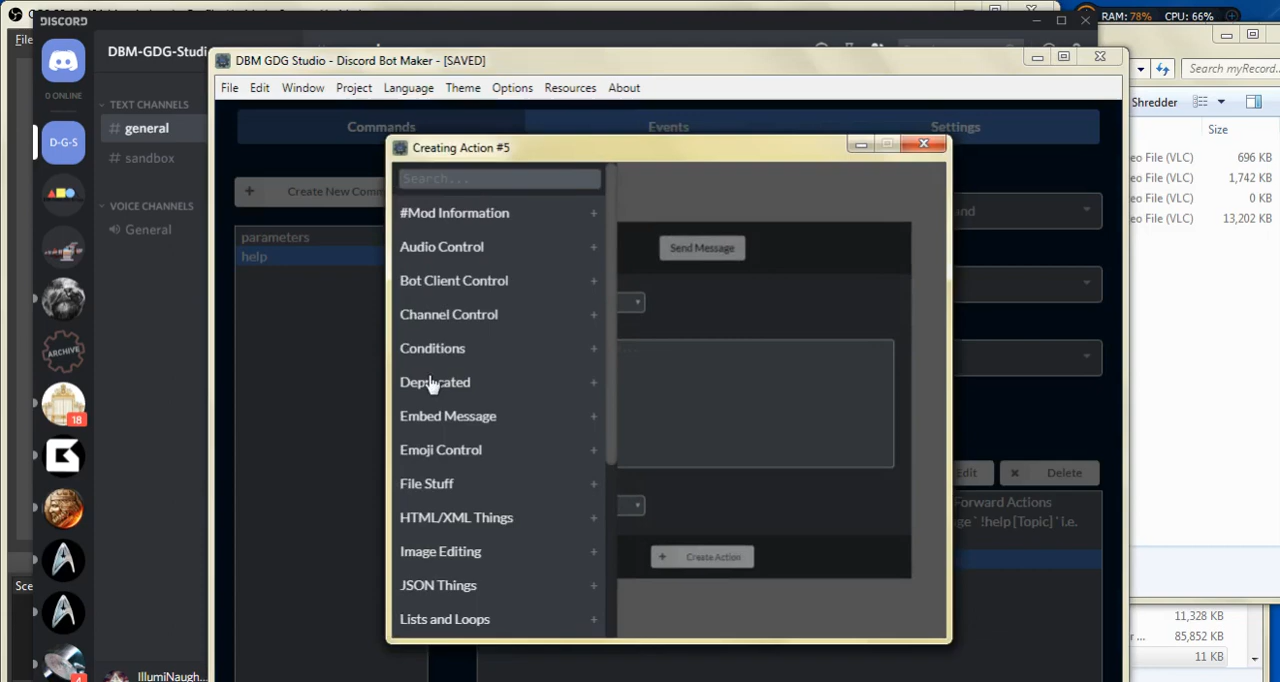 RAM: 78% CPU: 66%
DISCORD
File
DBM-GDG-Studi
DBM GDG Studio - Discord Bot Maker - [SAVED]
Search myRecord...
File Edit Window Project Language Theme Options Resources About
0 ONLINE
TEXT CHANNELS
# general
D-G-S
# sandbox
VOICE CHANNELS
General
Commands Events Settings
Shredder
Size
eo File (VLC) 696 KB
eo File (VLC) 1,742 KB
eo File (VLC) 0 KB
eo File (VLC) 13,202 KB
Creating Action #5
+ Create New Comm
parameters
help
Search...
#Mod Information +
Audio Control +
Bot Client Control +
Channel Control +
Conditions +
Deprecated +
Embed Message +
Emoji Control +
File Stuff +
HTML/XML Things +
Image Editing +
JSON Things +
Lists and Loops +
Send Message
+ Create Action
and
Edit × Delete
Forward Actions
age ' !help [Topic] ' i.e.
ARCHIVE
18
Sce
4
IllumiNaugh...
11,328 KB
r ... 85,852 KB
11 KB